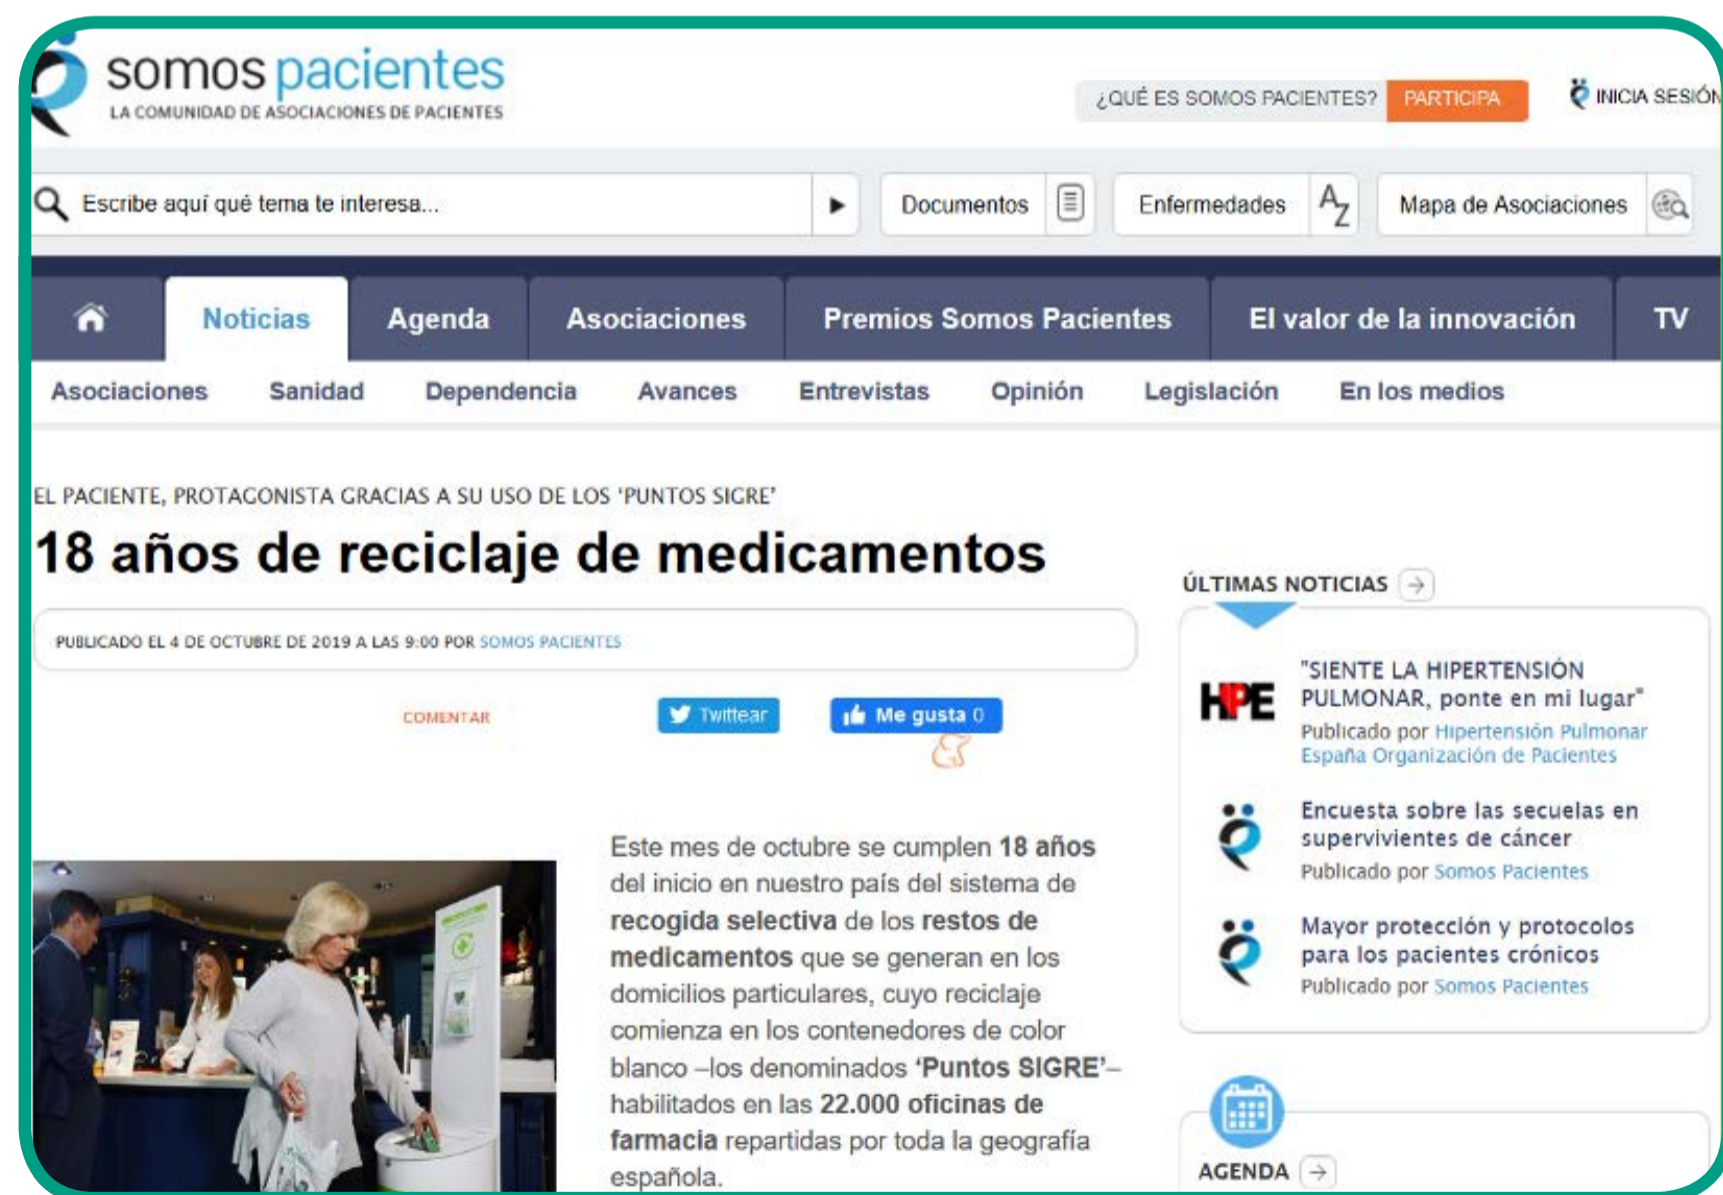 somos pacientes
LA COMUNIDAD DE ASOCIACIONES DE PACIENTES
¿QUÉ ES SOMOS PACIENTES?
PARTICIPA
INICIA SESIÓN
Escribe aquí qué tema te interesa...
Documentos
Enfermedades
AZ
Mapa de Asociaciones
Noticias
Agenda
Asociaciones
Premios Somos Pacientes
El valor de la innovación
TV
Asociaciones
Sanidad
Dependencia
Avances
Entrevistas
Opinión
Legislación
En los medios
EL PACIENTE, PROTAGONISTA GRACIAS A SU USO DE LOS 'PUNTOS SIGRE'
18 años de reciclaje de medicamentos
PUBLICADO EL 4 DE OCTUBRE DE 2019 A LAS 9:00 POR SOMOS PACIENTES
COMENTAR
Twittear
Me gusta 0
Este mes de octubre se cumplen 18 años
del inicio en nuestro país del sistema de
recogida selectiva de los restos de
medicamentos que se generan en los
domicilios particulares, cuyo reciclaje
comienza en los contenedores de color
blanco –los denominados ‘Puntos SIGRE’–
habilitados en las 22.000 oficinas de
farmacia repartidas por toda la geografía
española.
ÚLTIMAS NOTICIAS
HPE
"SIENTE LA HIPERTENSIÓN
PULMONAR, ponte en mi lugar"
Publicado por Hipertensión Pulmonar
España Organización de Pacientes
Encuesta sobre las secuelas en
supervivientes de cáncer
Publicado por Somos Pacientes
Mayor protección y protocolos
para los pacientes crónicos
Publicado por Somos Pacientes
AGENDA